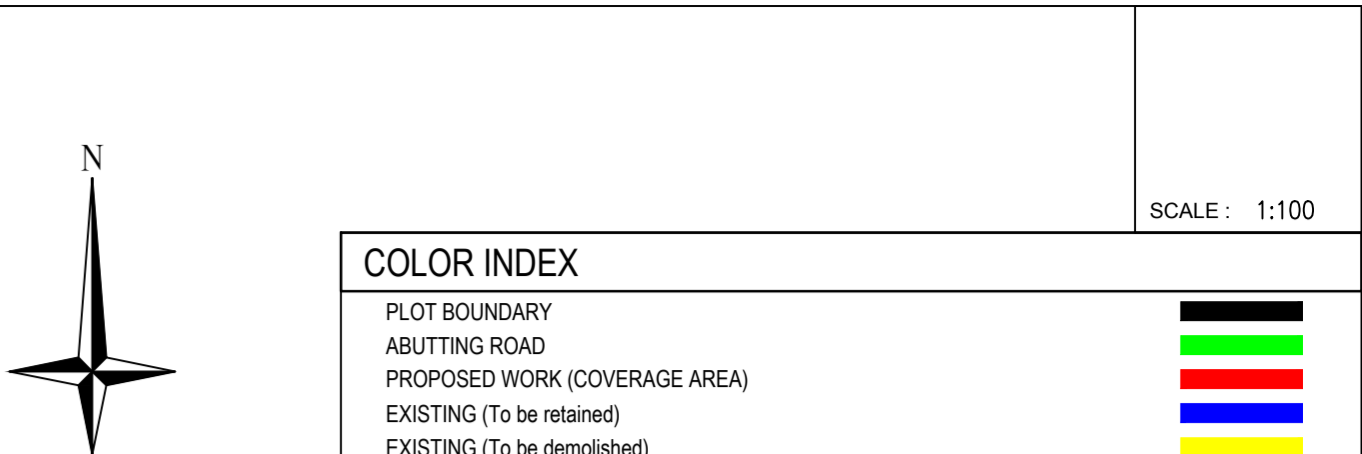 N
SCALE : 1:100
COLOR INDEX
PLOT BOUNDARY
ABUTTING ROAD
PROPOSED WORK (COVERAGE AREA)
EXISTING (To be retained)
EXISTING (To be demolished)